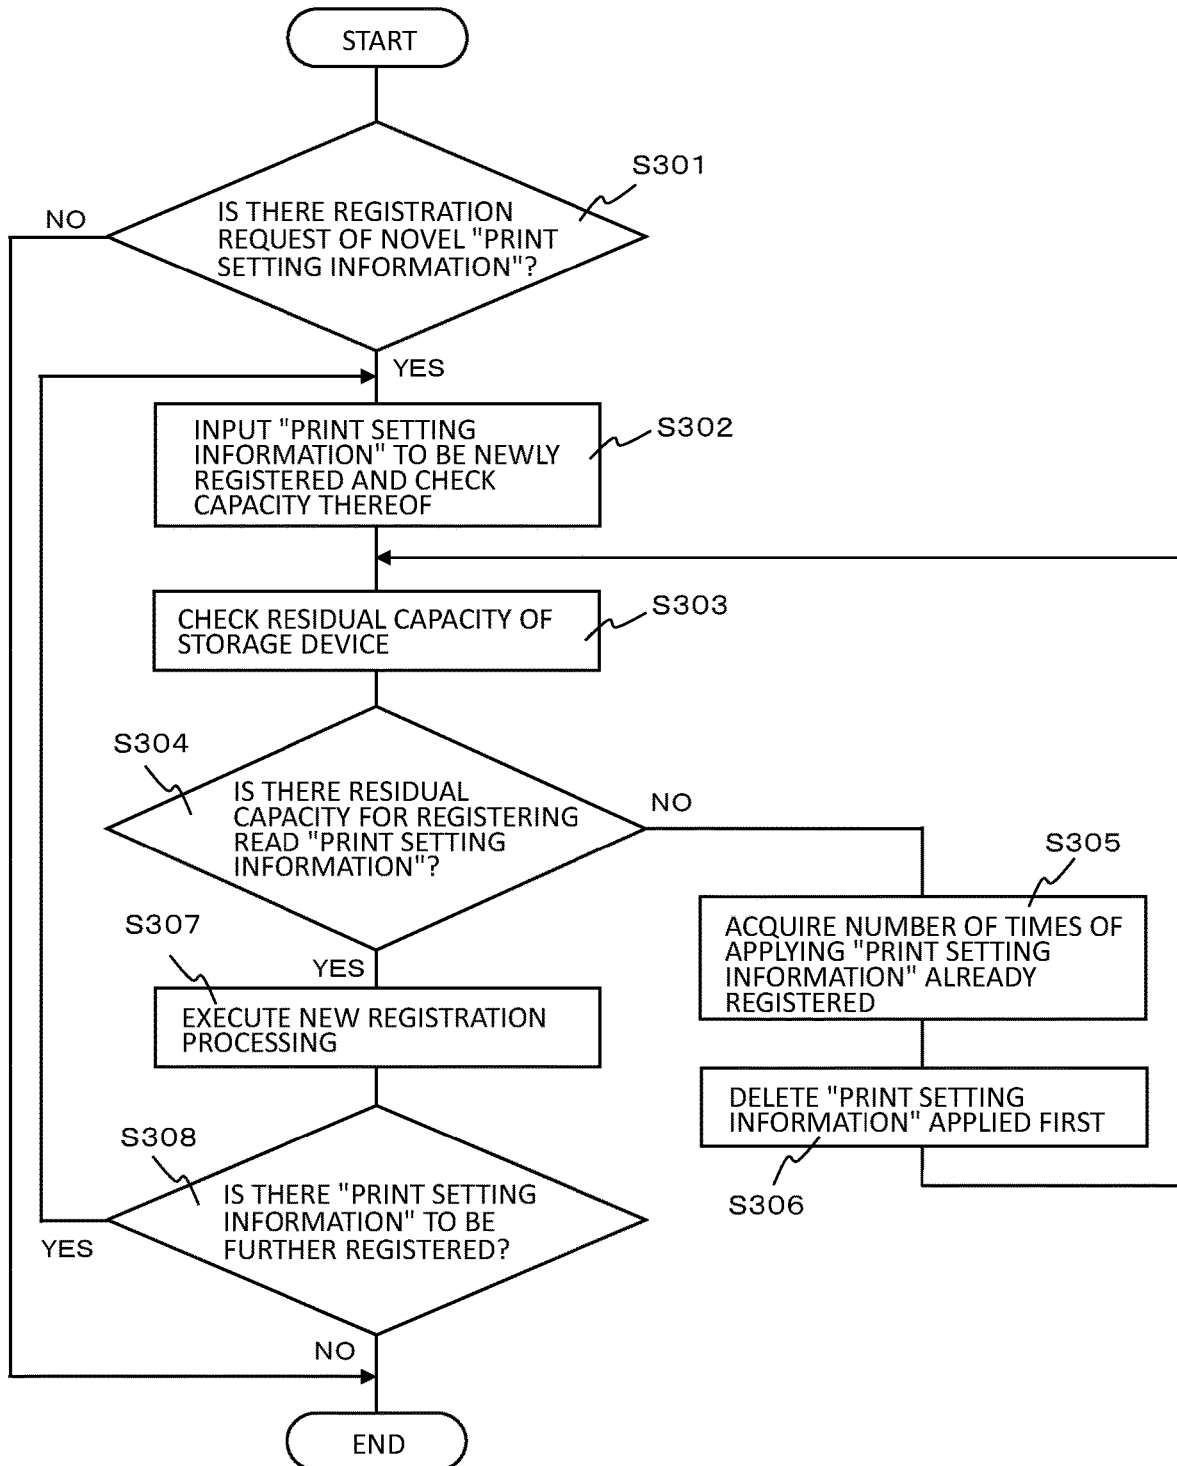 START
S301
NO
IS THERE REGISTRATION
REQUEST OF NOVEL "PRINT
SETTING INFORMATION"?
YES
INPUT "PRINT SETTING
INFORMATION" TO BE NEWLY
REGISTERED AND CHECK
CAPACITY THEREOF
S302
CHECK RESIDUAL CAPACITY OF
STORAGE DEVICE
S303
S304
IS THERE RESIDUAL
CAPACITY FOR REGISTERING
READ "PRINT SETTING
INFORMATION"?
NO
S305
ACQUIRE NUMBER OF TIMES OF
APPLYING "PRINT SETTING
INFORMATION" ALREADY
REGISTERED
DELETE "PRINT SETTING
INFORMATION" APPLIED FIRST
S306
YES
S307
EXECUTE NEW REGISTRATION
PROCESSING
S308
IS THERE "PRINT SETTING
INFORMATION" TO BE
FURTHER REGISTERED?
YES
NO
END